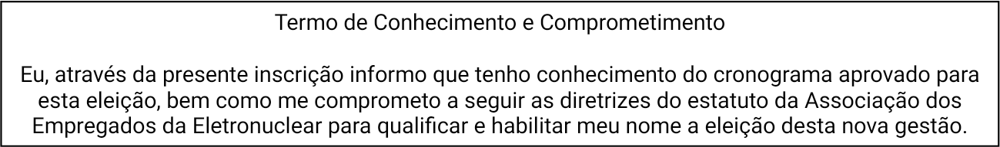 Termo de Conhecimento e Comprometimento
Eu, através da presente inscrição informo que tenho conhecimento do cronograma aprovado para
esta eleição, bem como me comprometo a seguir as diretrizes do estatuto da Associação dos
Empregados da Eletronuclear para qualificar e habilitar meu nome a eleição desta nova gestão.